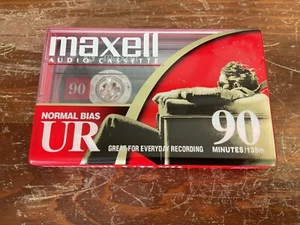 maxell
AUDIO CASSETTE
90
NORMAL BIAS
UR
GREAT FOR EVERYDAY RECORDING
90
MINUTES/135m